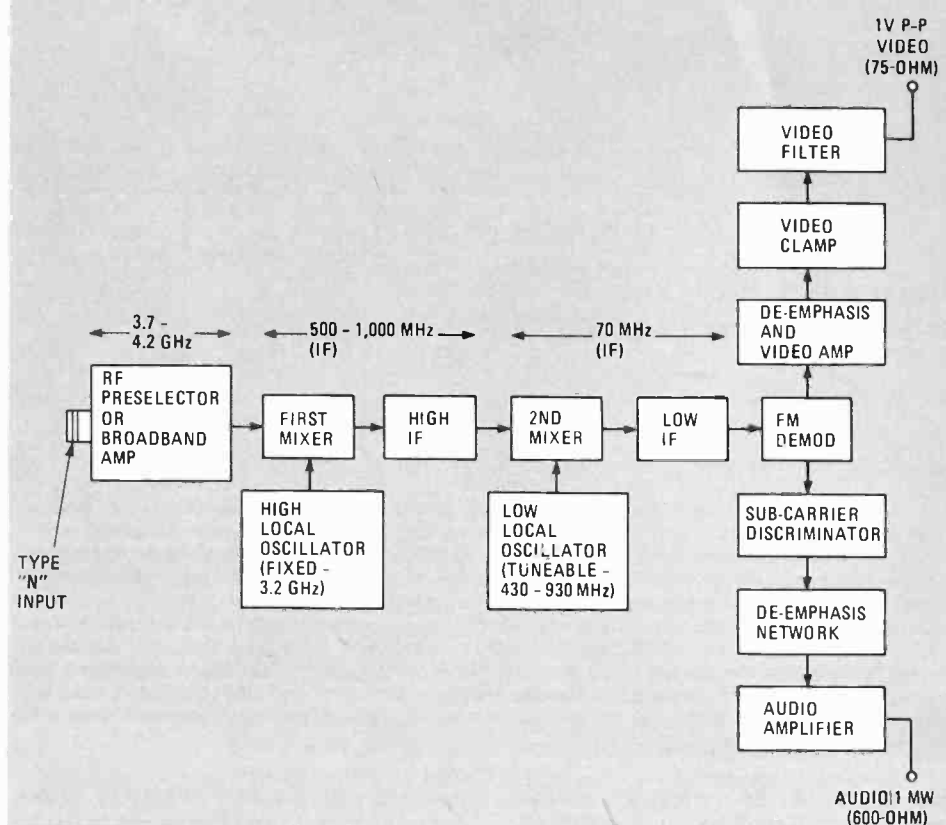 1V P-P
VIDEO
(75-OHM)
VIDEO
FILTER
VIDEO
CLAMP
DE-EMPHASIS
AND
VIDEO AMP
3.7 -
4.2 GHz
500 - 1,000 MHz
(IF)
70 MHz
(IF)
RF
PRESELECTOR
OR
BROADBAND
AMP
FIRST
MIXER
HIGH
IF
2ND
MIXER
LOW
IF
FM
DEMOD
HIGH
LOCAL
OSCILLATOR
(FIXED -
3.2 GHz)
LOW
LOCAL
OSCILLATOR
(TUNEABLE -
430 - 930 MHz)
SUB-CARRIER
DISCRIMINATOR
TYPE
"N"
INPUT
DE-EMPHASIS
NETWORK
AUDIO
AMPLIFIER
AUDIO 1 MW
(600-OHM)